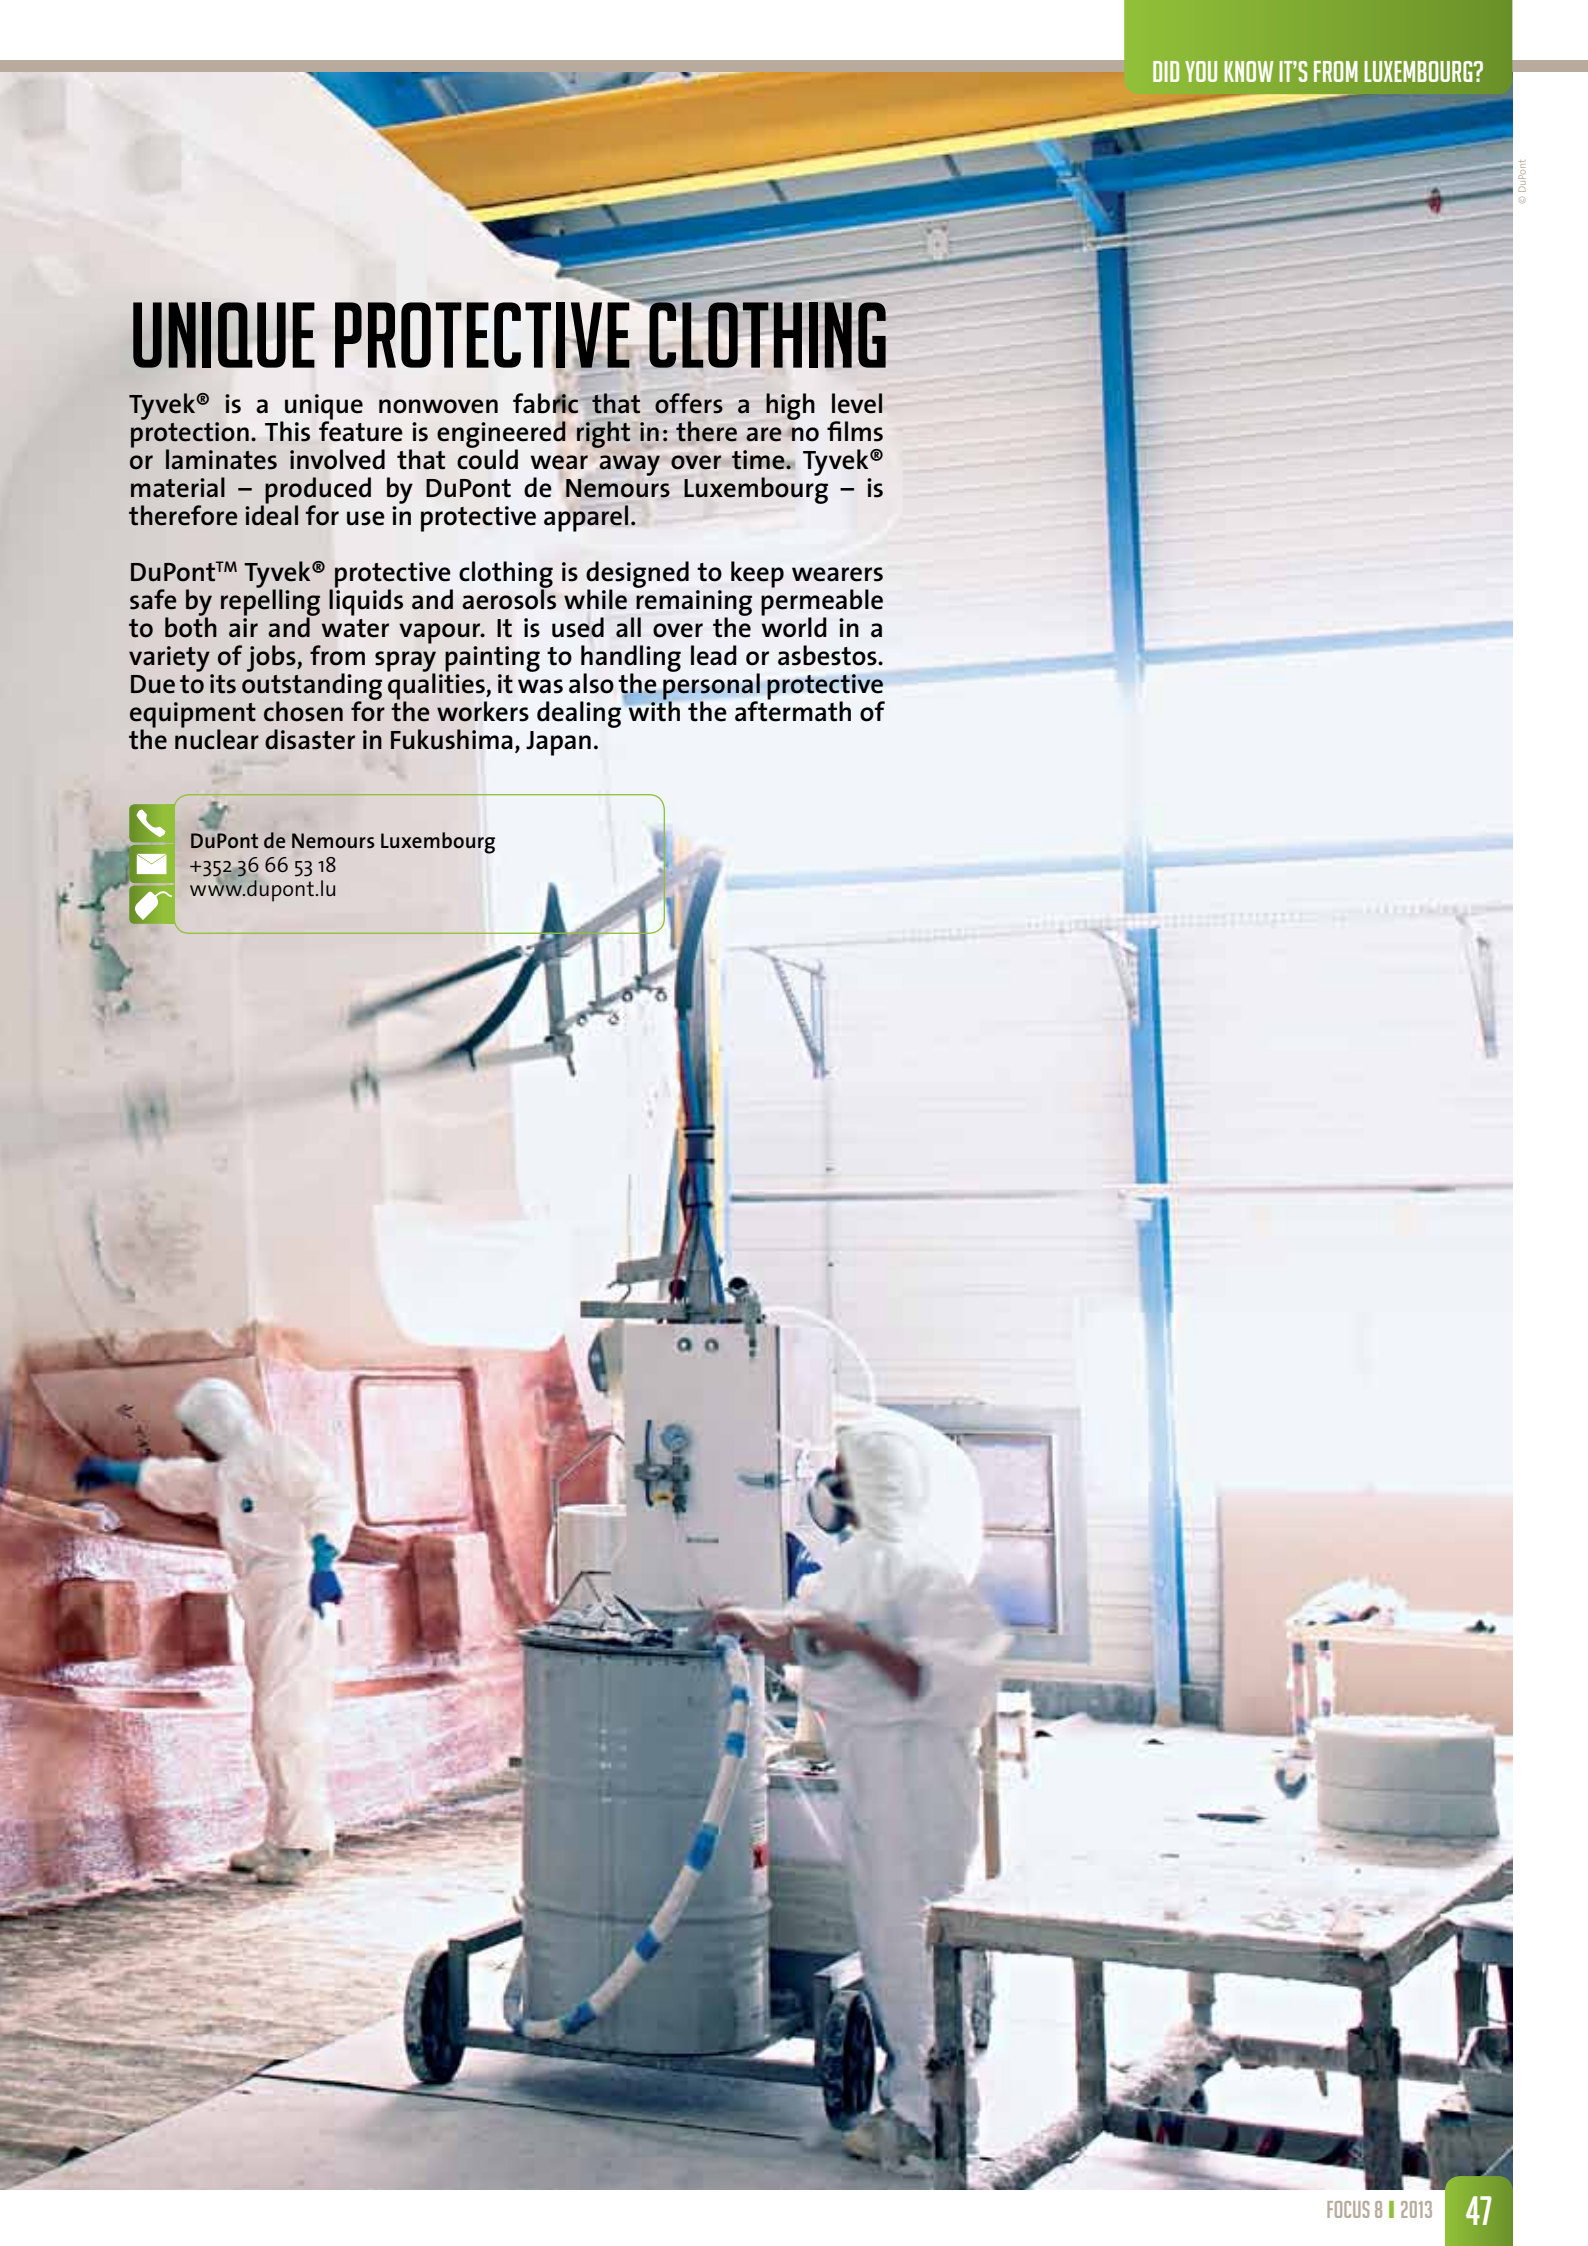 DID YOU KNOW IT'S FROM LUXEMBOURG?
© DuPont
UNIQUE PROTECTIVE CLOTHING
Tyvek® is a unique nonwoven fabric that offers a high level
protection. This feature is engineered right in: there are no films
or laminates involved that could wear away over time. Tyvek®
material – produced by DuPont de Nemours Luxembourg – is
therefore ideal for use in protective apparel.
DuPont™ Tyvek® protective clothing is designed to keep wearers
safe by repelling liquids and aerosols while remaining permeable
to both air and water vapour. It is used all over the world in a
variety of jobs, from spray painting to handling lead or asbestos.
Due to its outstanding qualities, it was also the personal protective
equipment chosen for the workers dealing with the aftermath of
the nuclear disaster in Fukushima, Japan.
DuPont de Nemours Luxembourg
+352 36 66 53 18
www.dupont.lu
FOCUS 8 | 2013
47